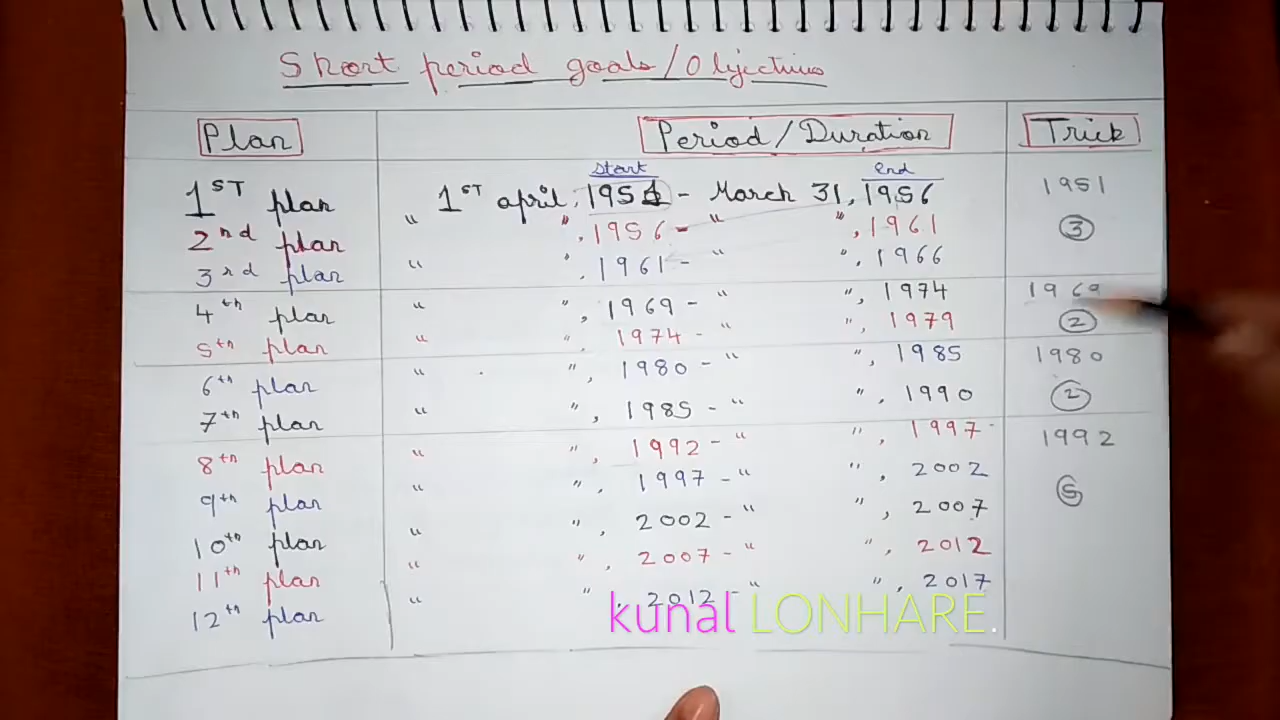 Short period goals/Objectives
Plan Period/Duration Trick
start end
1ST plan 1ST april, 1951 - March 31, 1956 1951
2nd plan " ", 1956 - " ", 1961 3
3rd plan " ", 1961 - " ", 1966
4th plan " ", 1969 - " ", 1974 1969
5th plan " ", 1974 - " ", 1979 2
6th plan " ", 1980 - " ", 1985 1980
7th plan " ", 1985 - " ", 1990 2
8th plan " ", 1992 - " ", 1997 1992
9th plan " ", 1997 - " ", 2002 5
10th plan " ", 2002 - " ", 2007
11th plan " ", 2007 - " ", 2012
12th plan " ", 2012 - " ", 2017
kunal LONHARE.